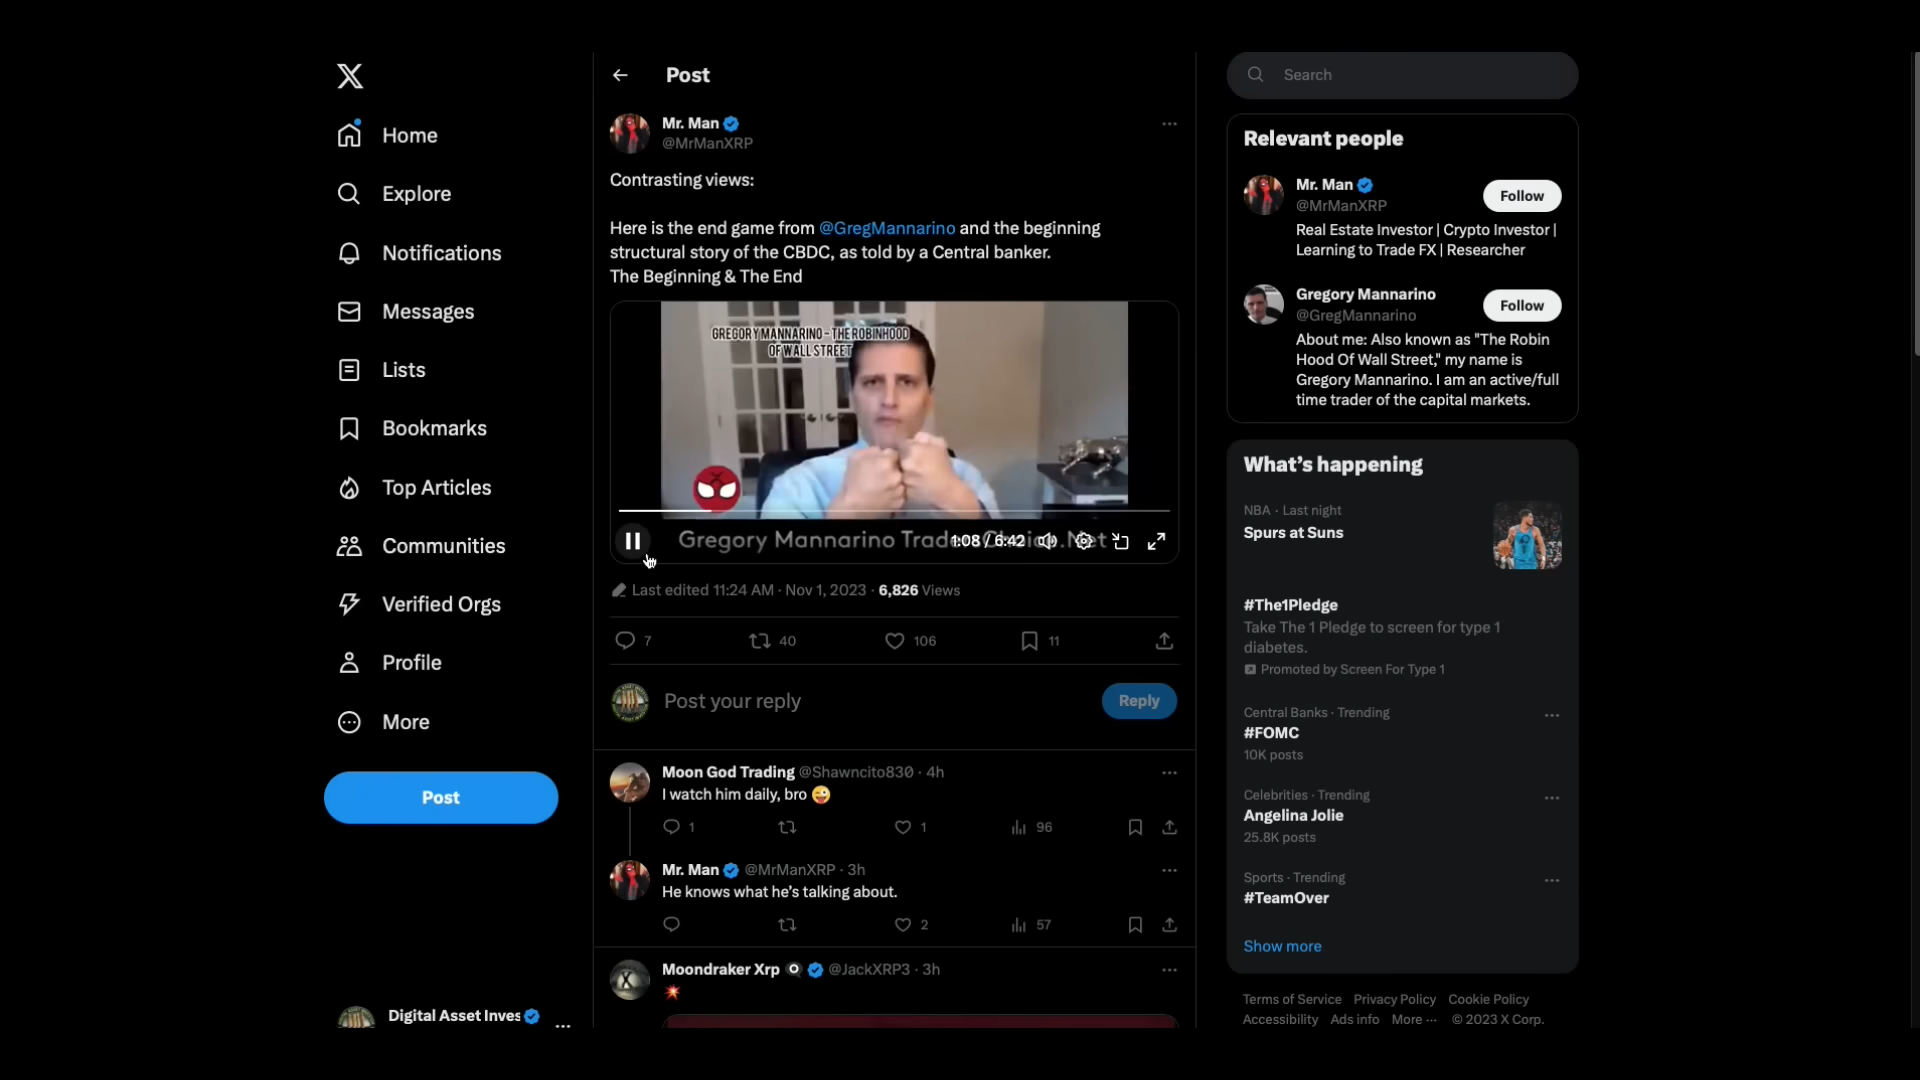 Home
Explore
Notifications
Messages
Lists
Bookmarks
Top Articles
Communities
Verified Orgs
Profile
More
Post
Digital Asset Inves
Post
Mr. Man
@MrManXRP
Contrasting views:
Here is the end game from @GregMannarino and the beginning
structural story of the CBDC, as told by a Central banker.
The Beginning & The End
GREGORY MANNARINO - THE ROBINHOOD
OF WALL STREET
Gregory Mannarino
1:08 / 6:42
Last edited 11:24 AM · Nov 1, 2023 · 6,826 Views
7 40 106 11
Post your reply
Reply
Moon God Trading @Shawncito830 · 4h
I watch him daily, bro 😜
1 1 96
Mr. Man @MrManXRP · 3h
He knows what he's talking about.
2 57
Moondraker Xrp @JackXRP3 · 3h
💥
Search
Relevant people
Mr. Man
@MrManXRP
Follow
Real Estate Investor | Crypto Investor |
Learning to Trade FX | Researcher
Gregory Mannarino
@GregMannarino
Follow
About me: Also known as "The Robin
Hood Of Wall Street," my name is
Gregory Mannarino. I am an active/full
time trader of the capital markets.
What's happening
NBA · Last night
Spurs at Suns
#The1Pledge
Take The 1 Pledge to screen for type 1
diabetes.
Promoted by Screen For Type 1
Central Banks · Trending
#FOMC
10K posts
Celebrities · Trending
Angelina Jolie
25.8K posts
Sports · Trending
#TeamOver
Show more
Terms of Service Privacy Policy Cookie Policy
Accessibility Ads info More ··· © 2023 X Corp.